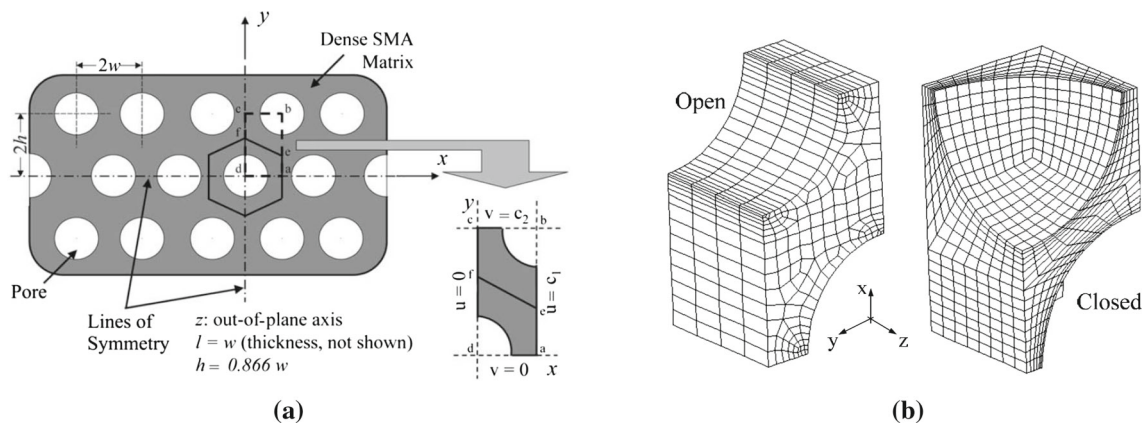 y
2w
Dense SMA
Matrix
c
b
f
2h
e
x
d
a
Pore
Lines of
Symmetry
z: out-of-plane axis
l = w (thickness, not shown)
h = 0.866 w
y
c
v = c2
b
f
u = 0
u = c1
e
d
a
v = 0
x
(a)
Open
x
y
z
Closed
(b)